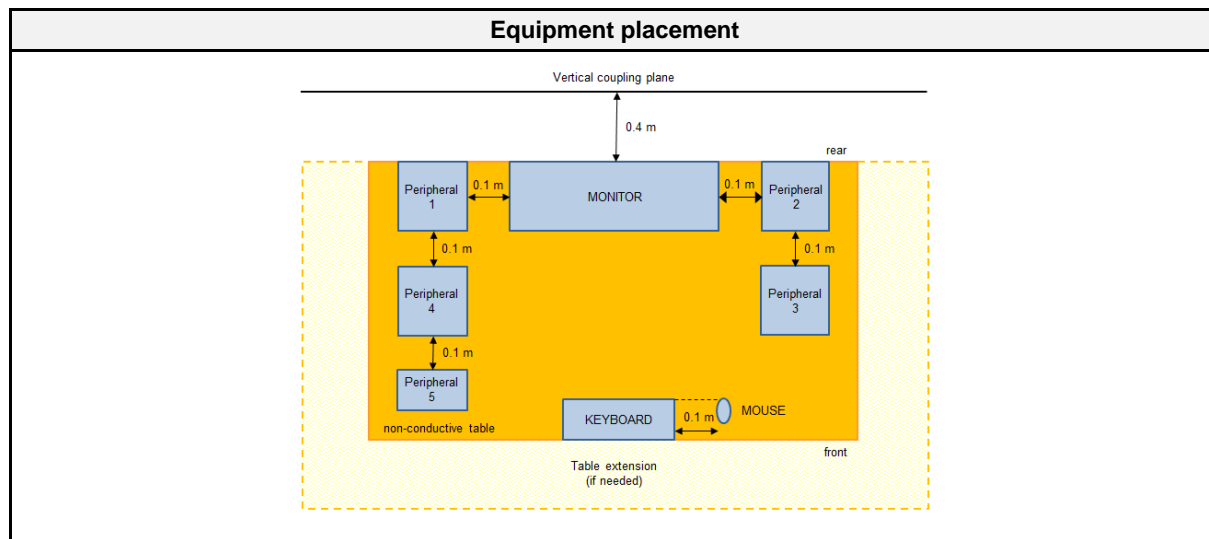 Equipment placement
Vertical coupling plane
0.4 m
rear
Peripheral
1
0.1 m
MONITOR
0.1 m
Peripheral
2
0.1 m
0.1 m
Peripheral
4
Peripheral
3
0.1 m
Peripheral
5
KEYBOARD
0.1 m
MOUSE
non-conductive table
front
Table extension
(if needed)